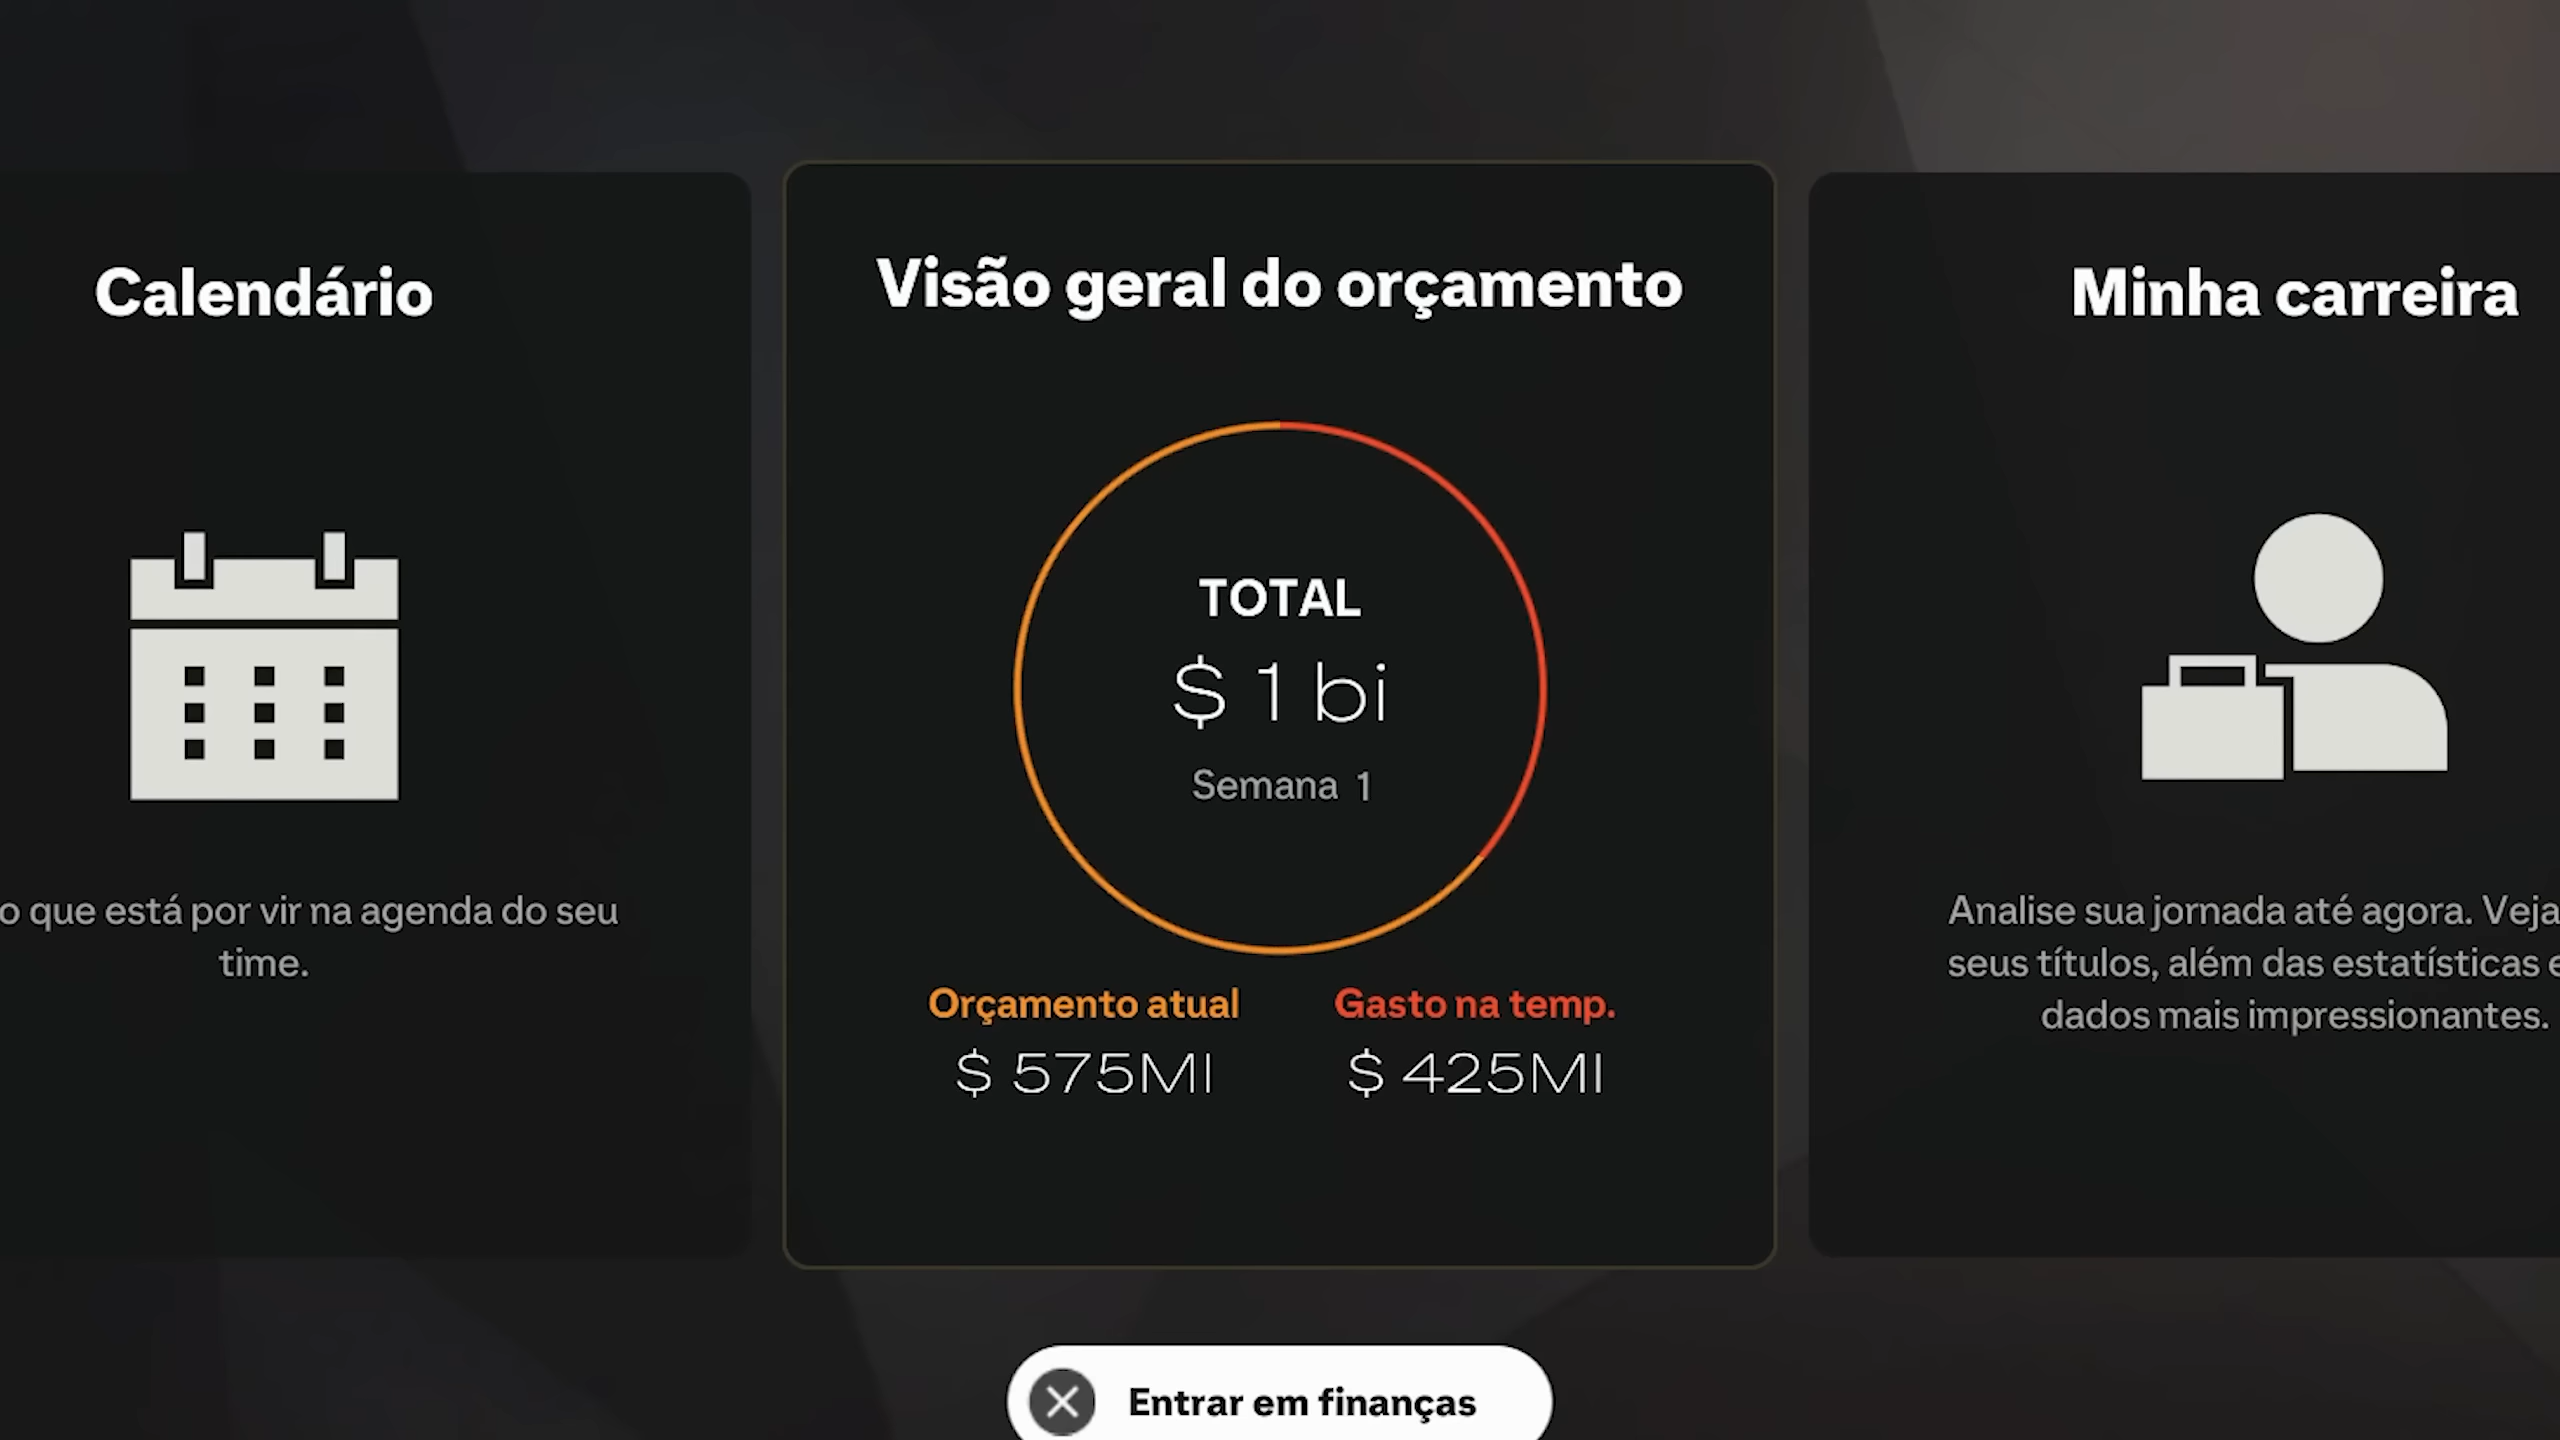 Calendário
o que está por vir na agenda do seu
time.
Visão geral do orçamento
TOTAL
$ 1 bi
Semana 1
Orçamento atual
$ 575MI
Gasto na temp.
$ 425MI
Minha carreira
Analise sua jornada até agora. Veja
seus títulos, além das estatísticas e
dados mais impressionantes.
Entrar em finanças